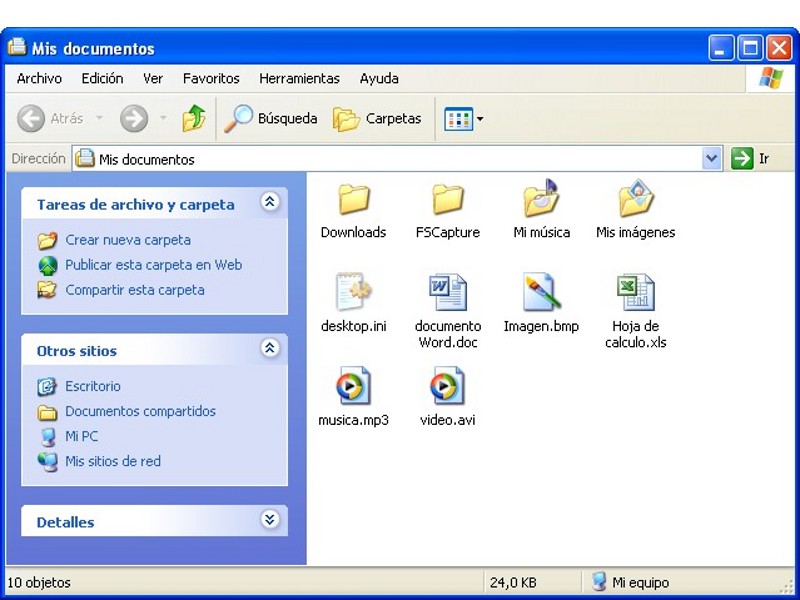 Mis documentos
Archivo Edición Ver Favoritos Herramientas Ayuda
Atrás Búsqueda Carpetas
Dirección Mis documentos Ir
Tareas de archivo y carpeta
Crear nueva carpeta
Publicar esta carpeta en Web
Compartir esta carpeta
Otros sitios
Escritorio
Documentos compartidos
Mi PC
Mis sitios de red
Detalles
Downloads FSCapture Mi música Mis imágenes
desktop.ini documento Word.doc Imagen.bmp Hoja de calculo.xls
musica.mp3 video.avi
10 objetos 24,0 KB Mi equipo